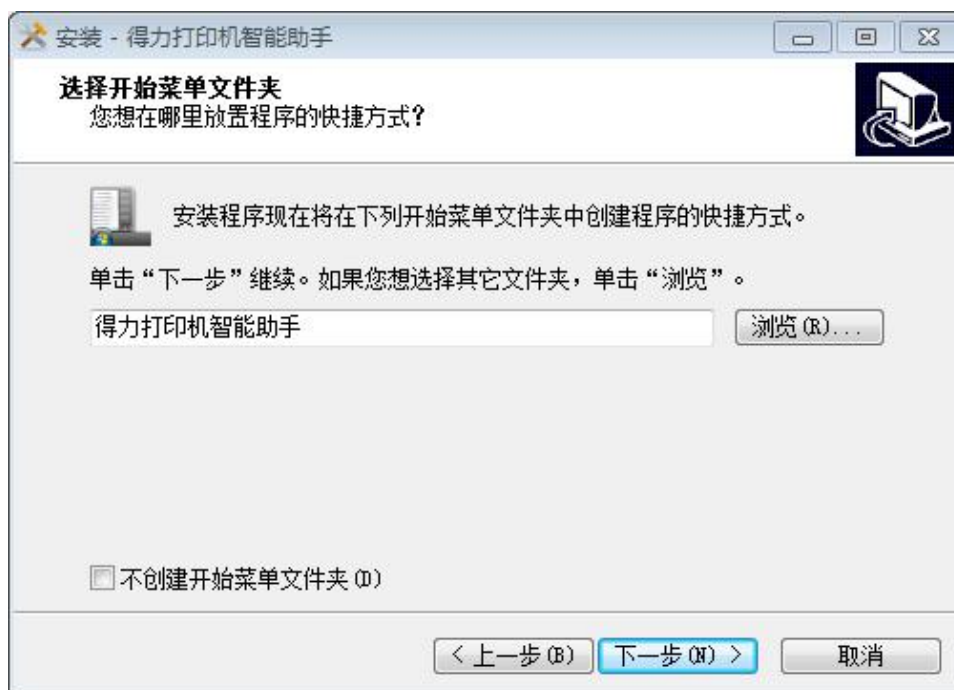 安装 - 得力打印机智能助手
选择开始菜单文件夹
您想在哪里放置程序的快捷方式?
安装程序现在将在下列开始菜单文件夹中创建程序的快捷方式。
单击“下一步”继续。如果您想选择其它文件夹，单击“浏览”。
得力打印机智能助手
浏览(R)...
不创建开始菜单文件夹(D)
< 上一步(B)
下一步(N) >
取消